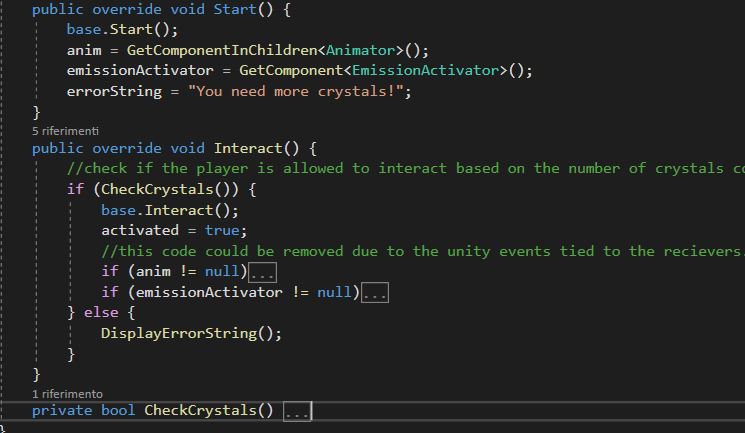 public override void Start() {
base.Start();
anim = GetComponentInChildren<Animator>();
emissionActivator = GetComponent<EmissionActivator>();
errorString = "You need more crystals!";
}
5 riferimenti
public override void Interact() {
//check if the player is allowed to interact based on the number of crystals
if (CheckCrystals()) {
base.Interact();
activated = true;
//this code could be removed due to the unity events tied to the recievers.
if (anim != null)...
if (emissionActivator != null)...
} else {
DisplayErrorString();
}
}
1 riferimento
private bool CheckCrystals() ...
}